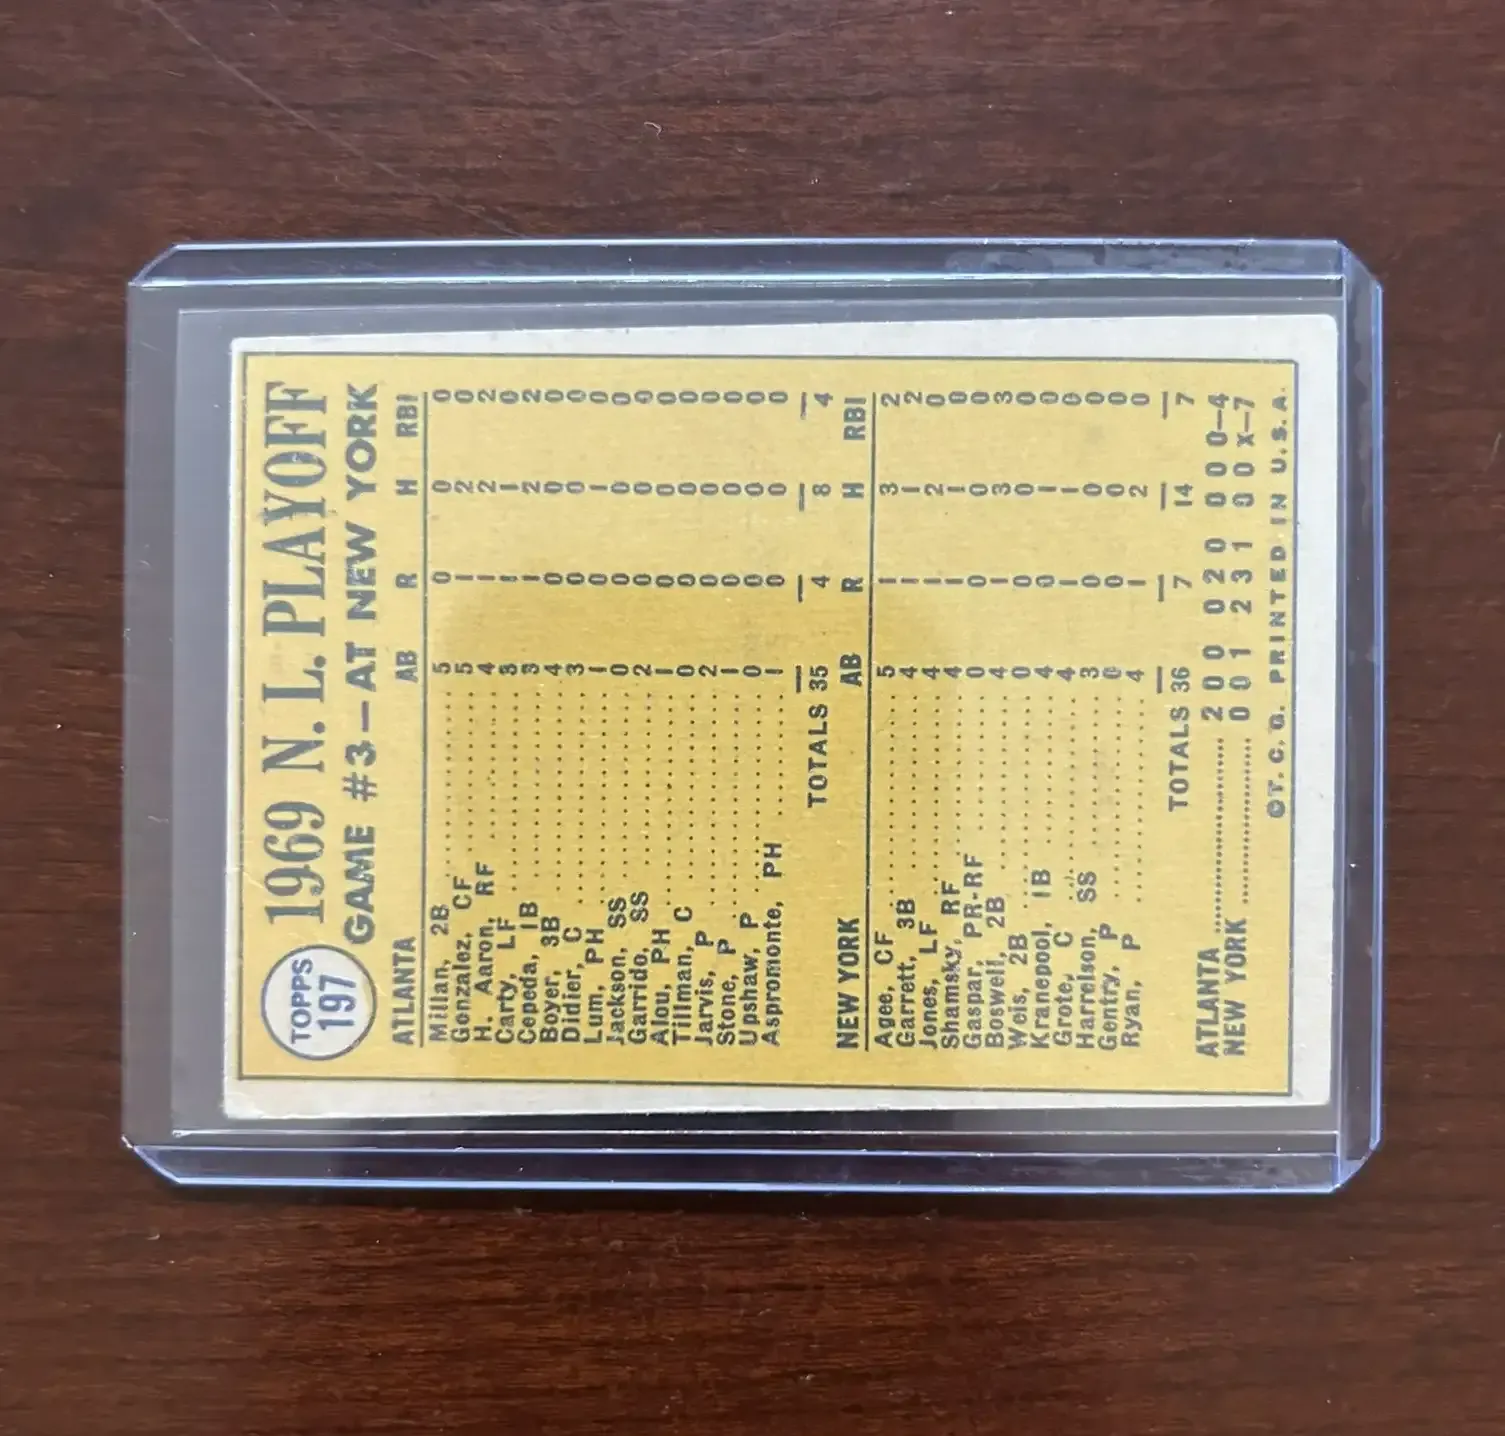 TOPPS
197
1969 N. L. PLAYOFF
GAME #3—AT NEW YORK
ATLANTA AB R H RBI
Millan, 2B 5 0 0 0
Gonzalez, CF 5 1 2 0
H. Aaron, RF 4 1 2 2
Carty, LF 3 1 1 0
Cepeda, 1B 3 1 2 2
Boyer, 3B 4 0 0 0
Didier, C 3 0 0 0
Lum, PH 1 0 1 0
Jackson, SS 0 0 0 0
Garrido, SS 2 0 0 0
Alou, PH 1 0 0 0
Tillman, C 0 0 0 0
Jarvis, P 2 0 0 0
Stone, P 1 0 0 0
Upshaw, P 0 0 0 0
Aspromonte, PH 1 0 0 0
TOTALS 35 4 8 4
NEW YORK AB R H RBI
Agee, CF 5 1 3 2
Garrett, 3B 4 1 1 2
Jones, LF 4 1 2 0
Shamsky, RF 4 1 1 0
Gaspar, PR-RF 0 0 0 0
Boswell, 2B 4 1 3 3
Weis, 2B 0 0 0 0
Kranepool, 1B 4 0 1 0
Grote, C 4 1 1 0
Harrelson, SS 3 0 0 0
Gentry, P 0 0 0 0
Ryan, P 4 1 2 0
TOTALS 36 7 14 7
ATLANTA 2 0 0 0 2 0 0 0 0—4
NEW YORK 0 0 1 2 3 1 0 0 x—7
©T. C. G. PRINTED IN U.S.A.